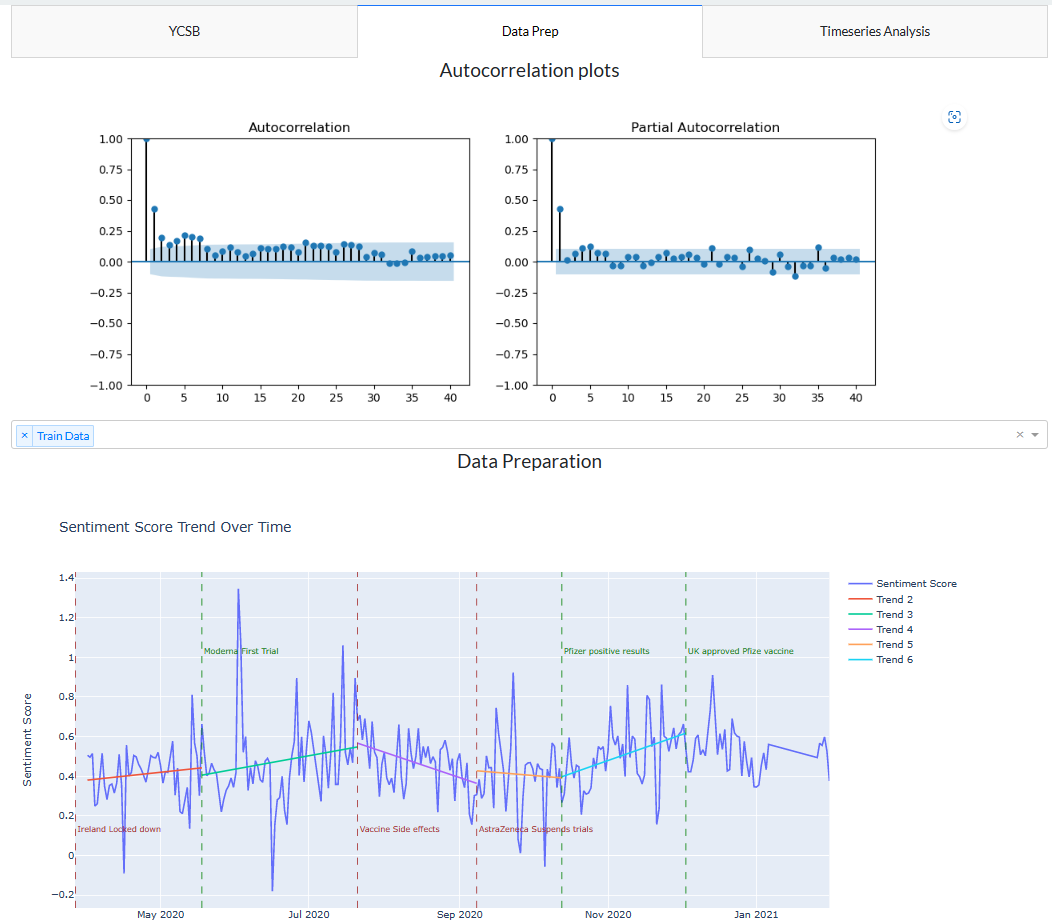 YCSB Data Prep Timeseries Analysis
Autocorrelation plots
Autocorrelation
1.00
0.75
0.50
0.25
0.00
−0.25
−0.50
−0.75
−1.00
0 5 10 15 20 25 30 35 40
Partial Autocorrelation
1.00
0.75
0.50
0.25
0.00
−0.25
−0.50
−0.75
−1.00
0 5 10 15 20 25 30 35 40
× Train Data
Data Preparation
Sentiment Score Trend Over Time
Sentiment Score
1.4
1.2
1
0.8
0.6
0.4
0.2
0
−0.2
Moderna First Trial
Pfizer positive results
UK approved Pfize vaccine
Ireland Locked down
Vaccine Side effects
AstraZeneca Suspends trials
May 2020 Jul 2020 Sep 2020 Nov 2020 Jan 2021
Sentiment Score
Trend 2
Trend 3
Trend 4
Trend 5
Trend 6